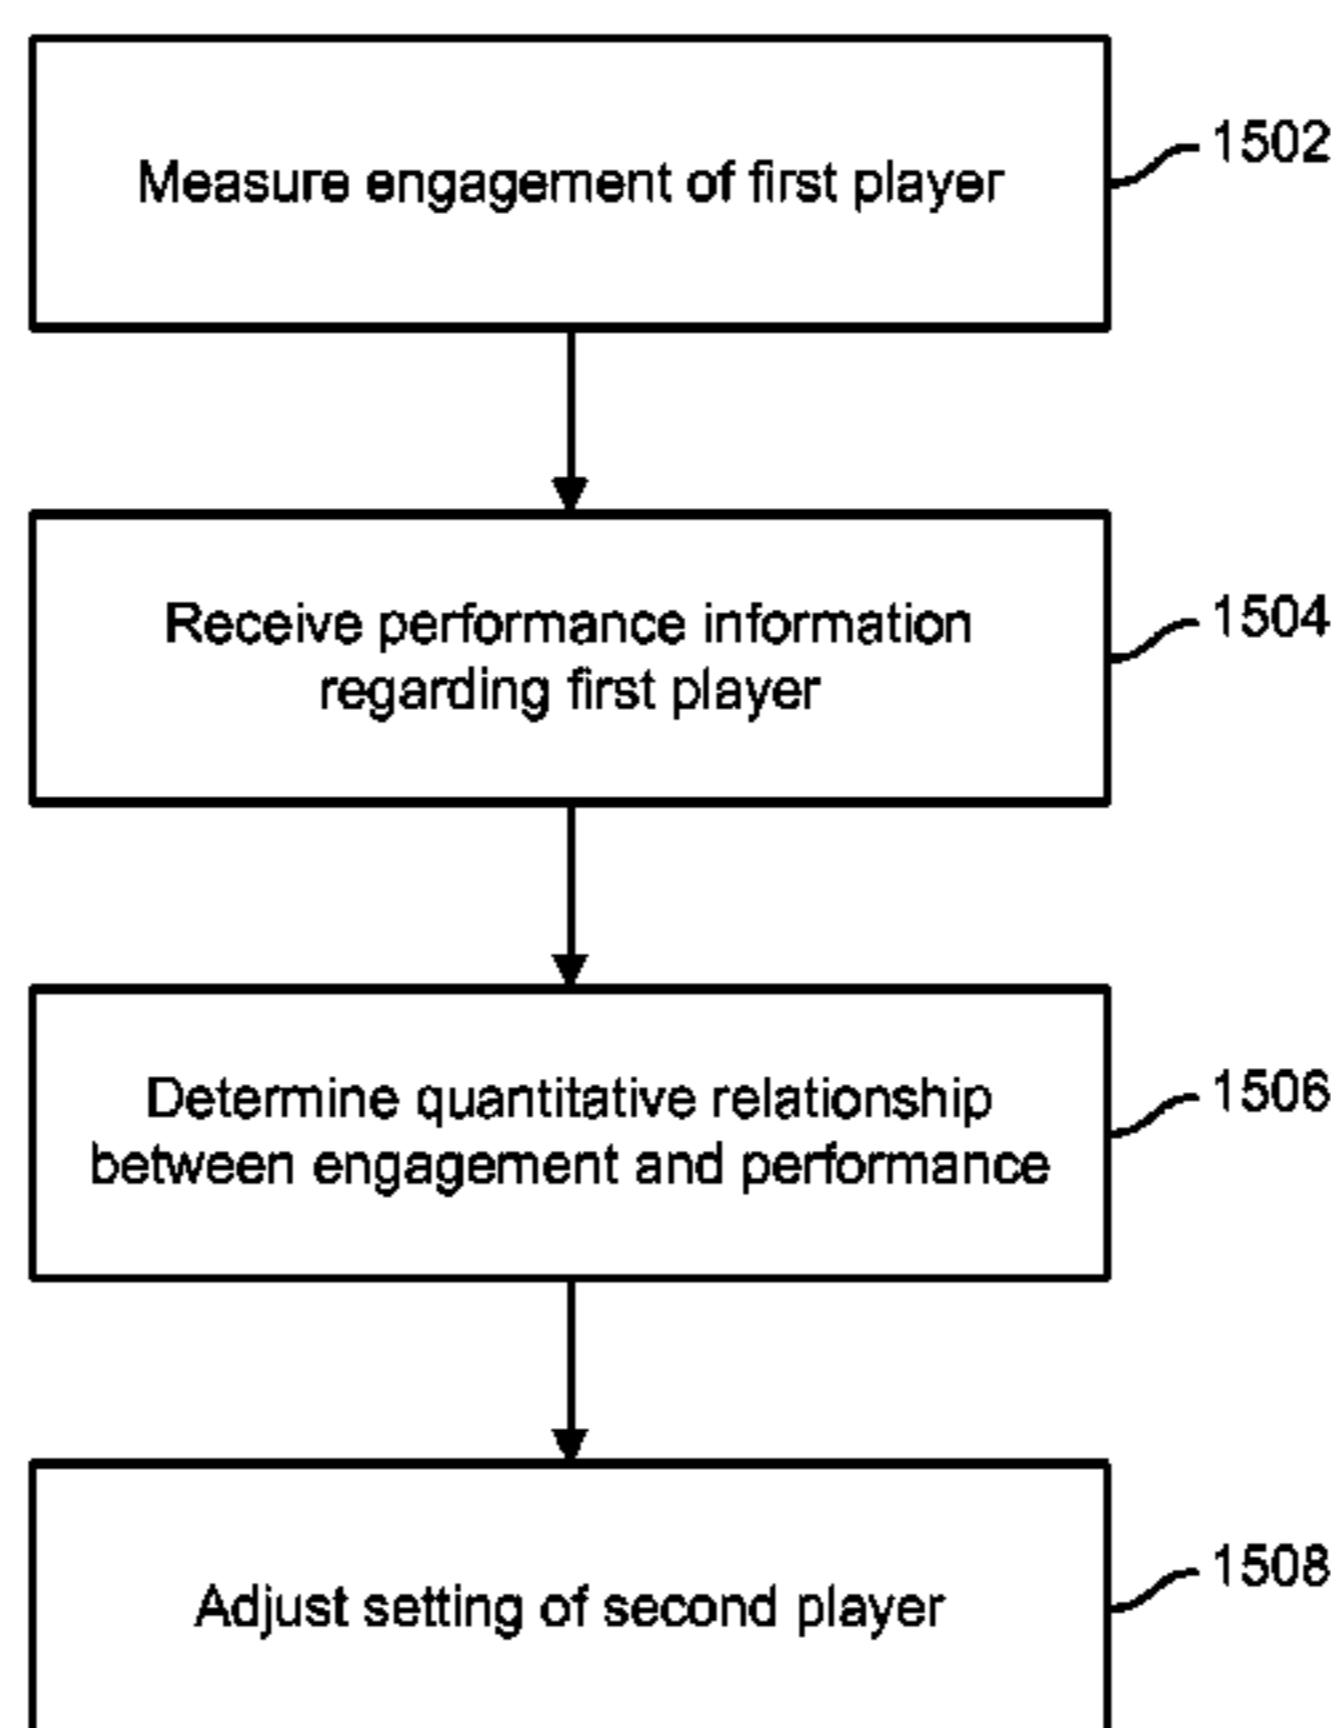 Measure engagement of first player
1502
Receive performance information
regarding first player
1504
Determine quantitative relationship
between engagement and performance
1506
Adjust setting of second player
1508